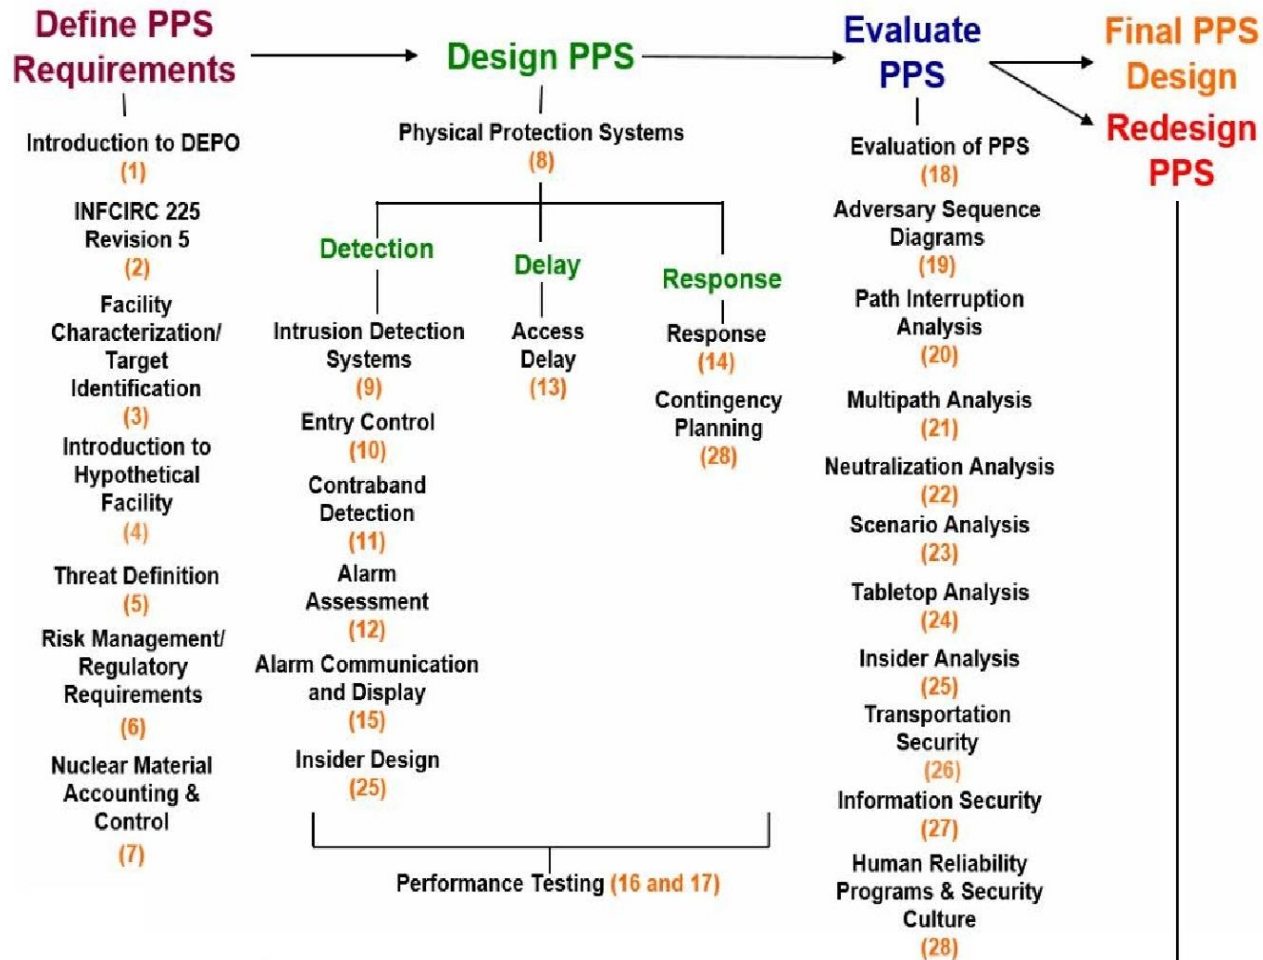 Define PPS
Requirements
Introduction to DEPO
(1)
INFCIRC 225
Revision 5
(2)
Facility
Characterization/
Target
Identification
(3)
Introduction to
Hypothetical
Facility
(4)
Threat Definition
(5)
Risk Management/
Regulatory
Requirements
(6)
Nuclear Material
Accounting &
Control
(7)
Design PPS
Physical Protection Systems
(8)
Detection
Intrusion Detection
Systems
(9)
Entry Control
(10)
Contraband
Detection
(11)
Alarm
Assessment
(12)
Alarm Communication
and Display
(15)
Insider Design
(25)
Delay
Access
Delay
(13)
Response
Response
(14)
Contingency
Planning
(28)
Performance Testing (16 and 17)
Evaluate
PPS
Evaluation of PPS
(18)
Adversary Sequence
Diagrams
(19)
Path Interruption
Analysis
(20)
Multipath Analysis
(21)
Neutralization Analysis
(22)
Scenario Analysis
(23)
Tabletop Analysis
(24)
Insider Analysis
(25)
Transportation
Security
(26)
Information Security
(27)
Human Reliability
Programs & Security
Culture
(28)
Final PPS
Design
Redesign
PPS